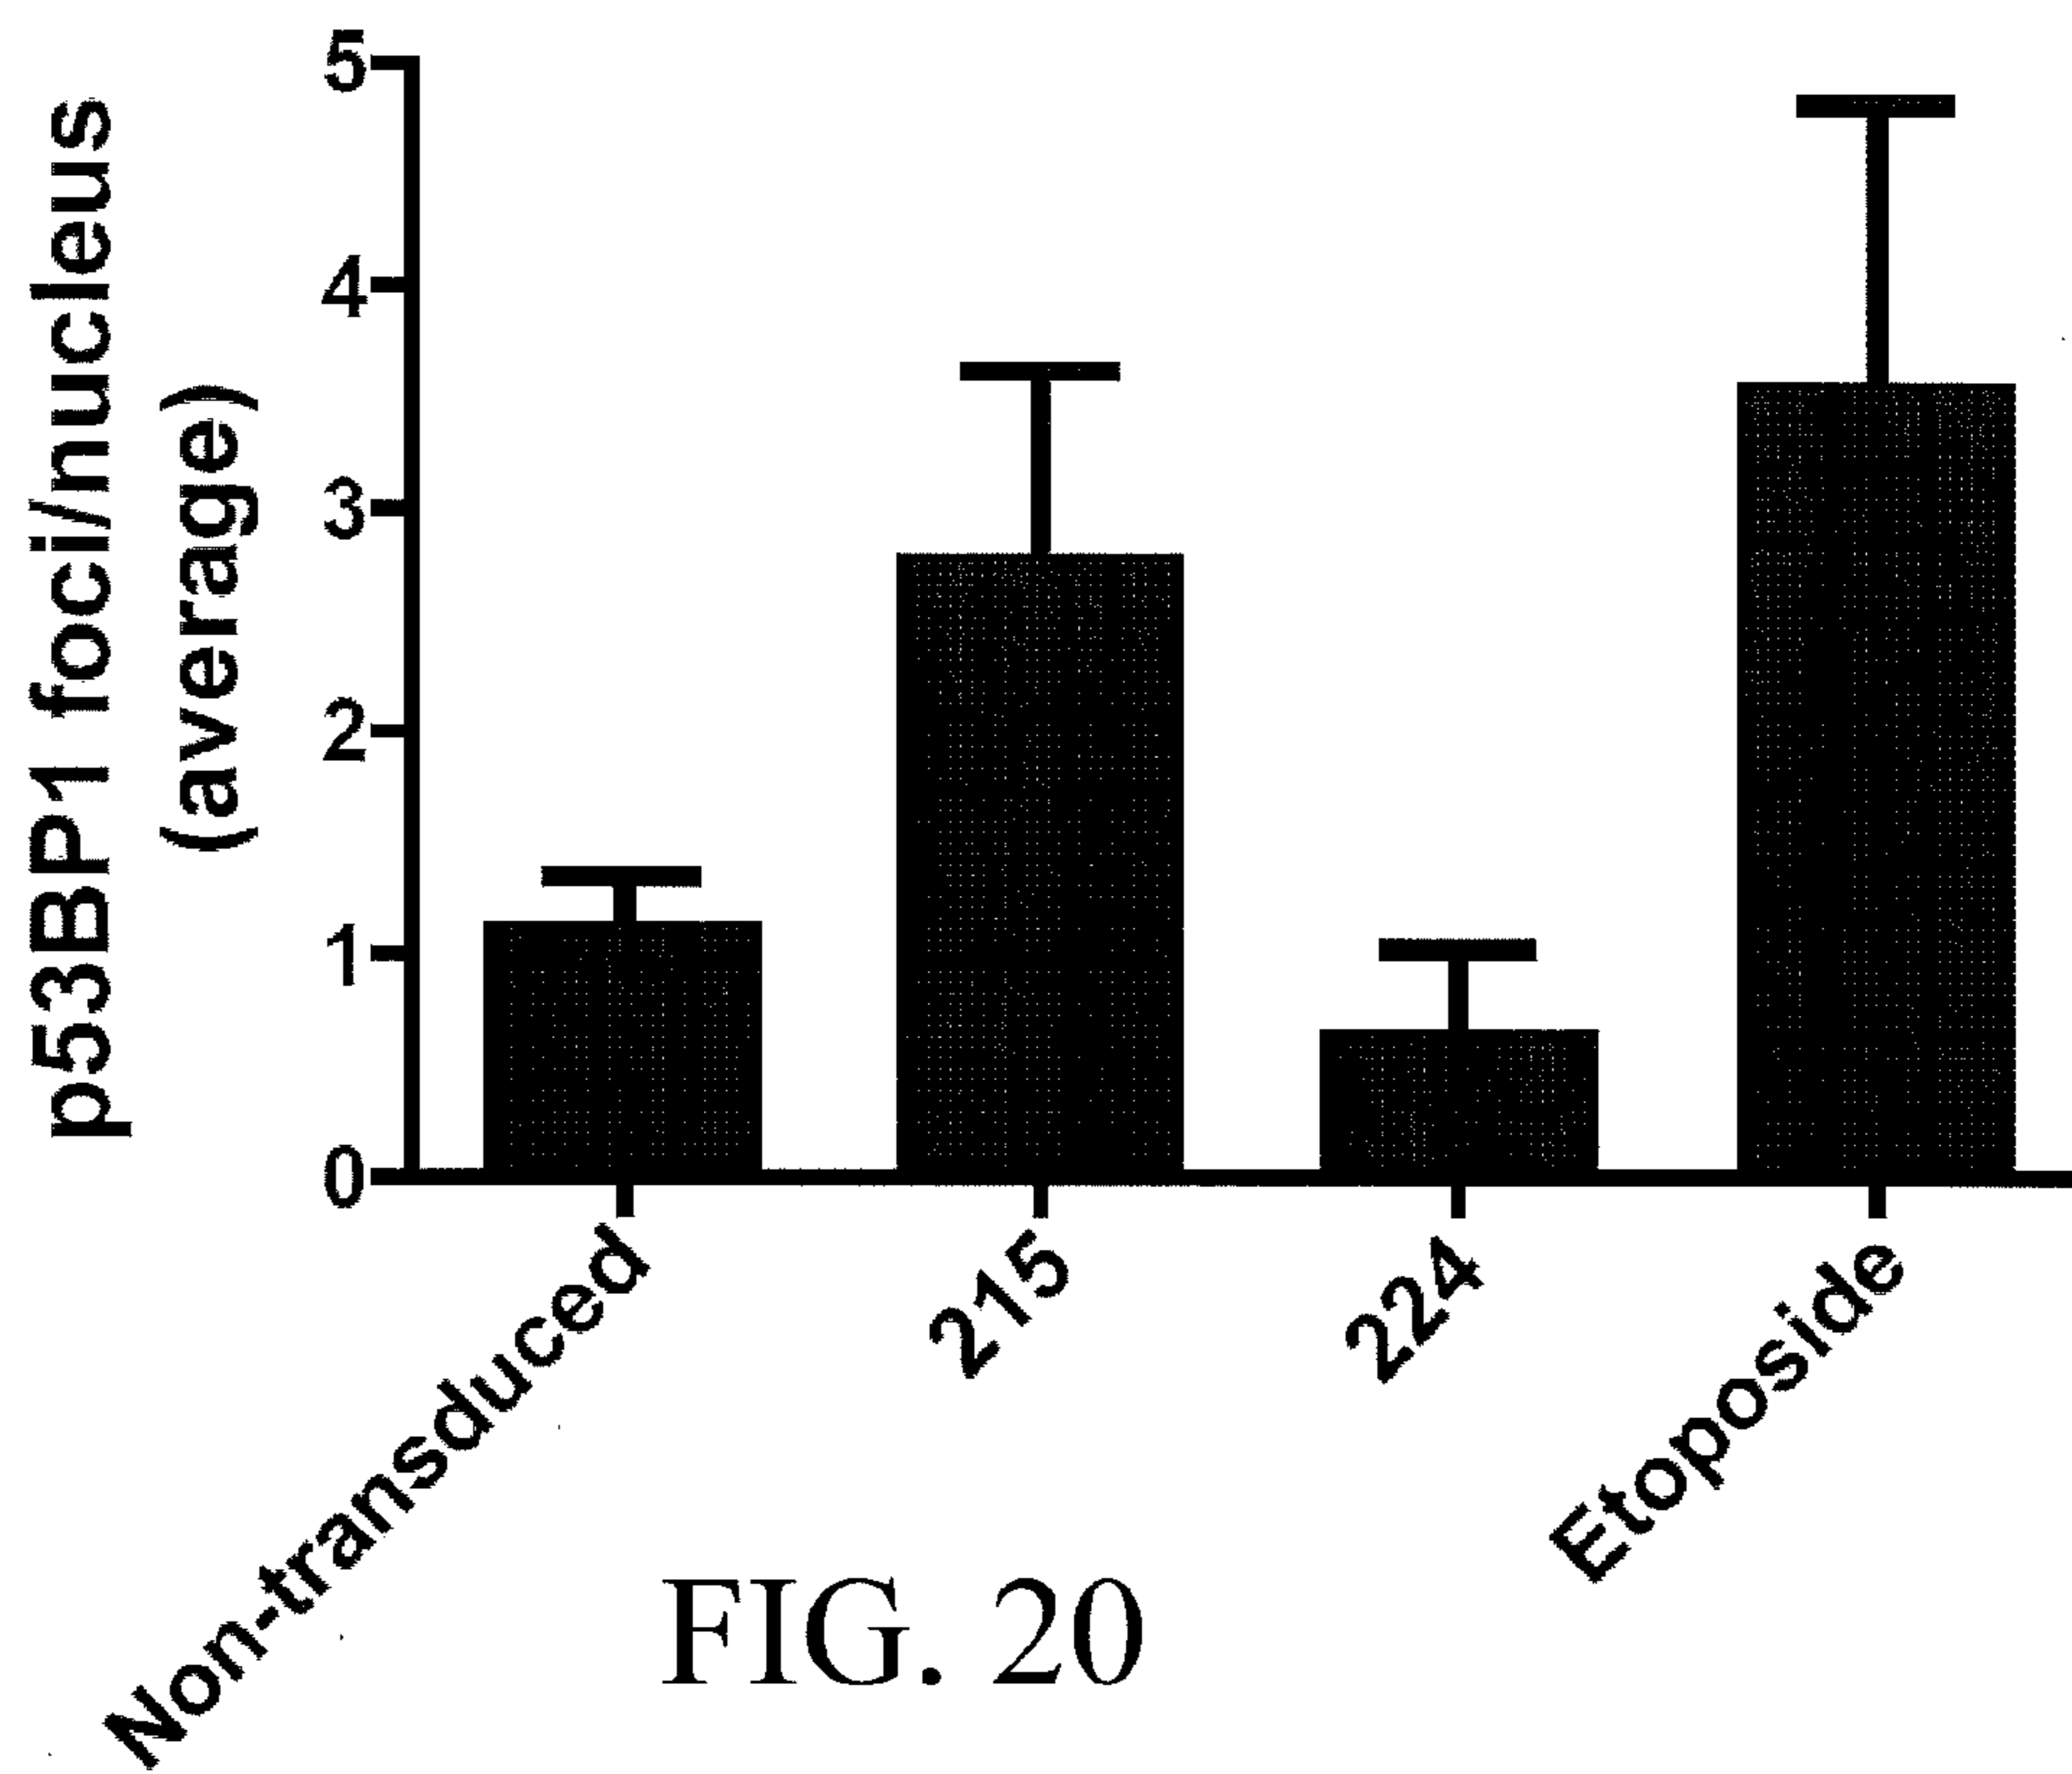 p53BP1 foci/nucleus
(average)
5
4
3
2
1
0
Non-transduced
215
224
Etoposide
FIG. 20